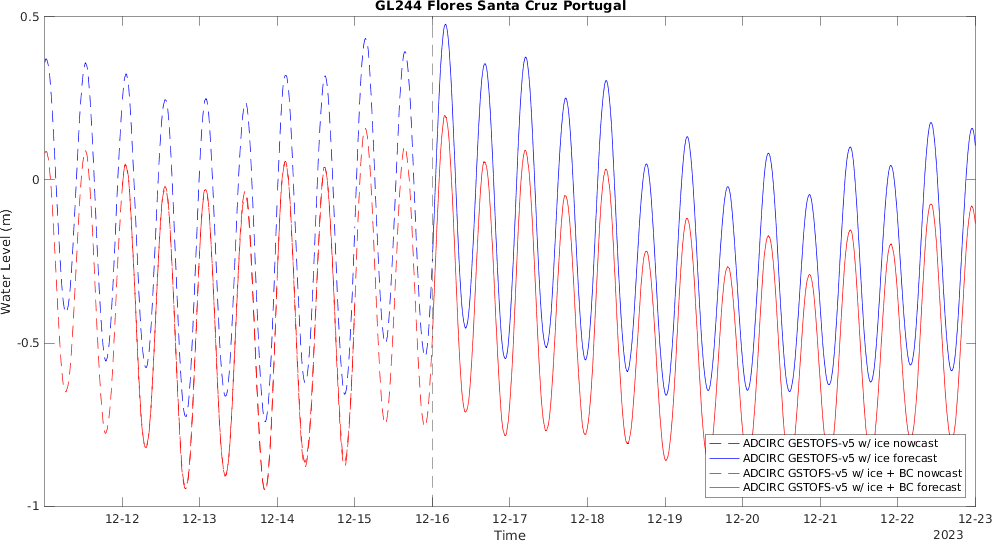 GL244 Flores Santa Cruz Portugal
0.5
0
-0.5
-1
Water Level (m)
ADCIRC GESTOFS-v5 w/ ice nowcast
ADCIRC GESTOFS-v5 w/ ice forecast
ADCIRC GSTOFS-v5 w/ ice + BC nowcast
ADCIRC GSTOFS-v5 w/ ice + BC forecast
12-12 12-13 12-14 12-15 12-16 12-17 12-18 12-19 12-20 12-21 12-22 12-23
Time
2023